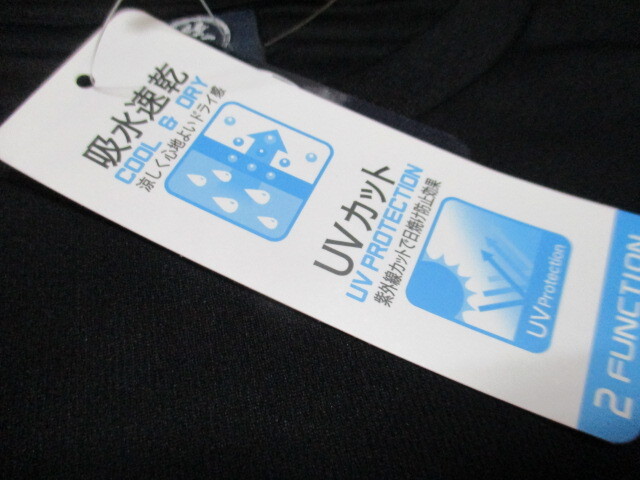 吸水速乾
COOL & DRY
涼しく心地よいドライ感
UVカット
UV PROTECTION
紫外線カットで日焼け防止効果
UV Protection
2 FUNCTION